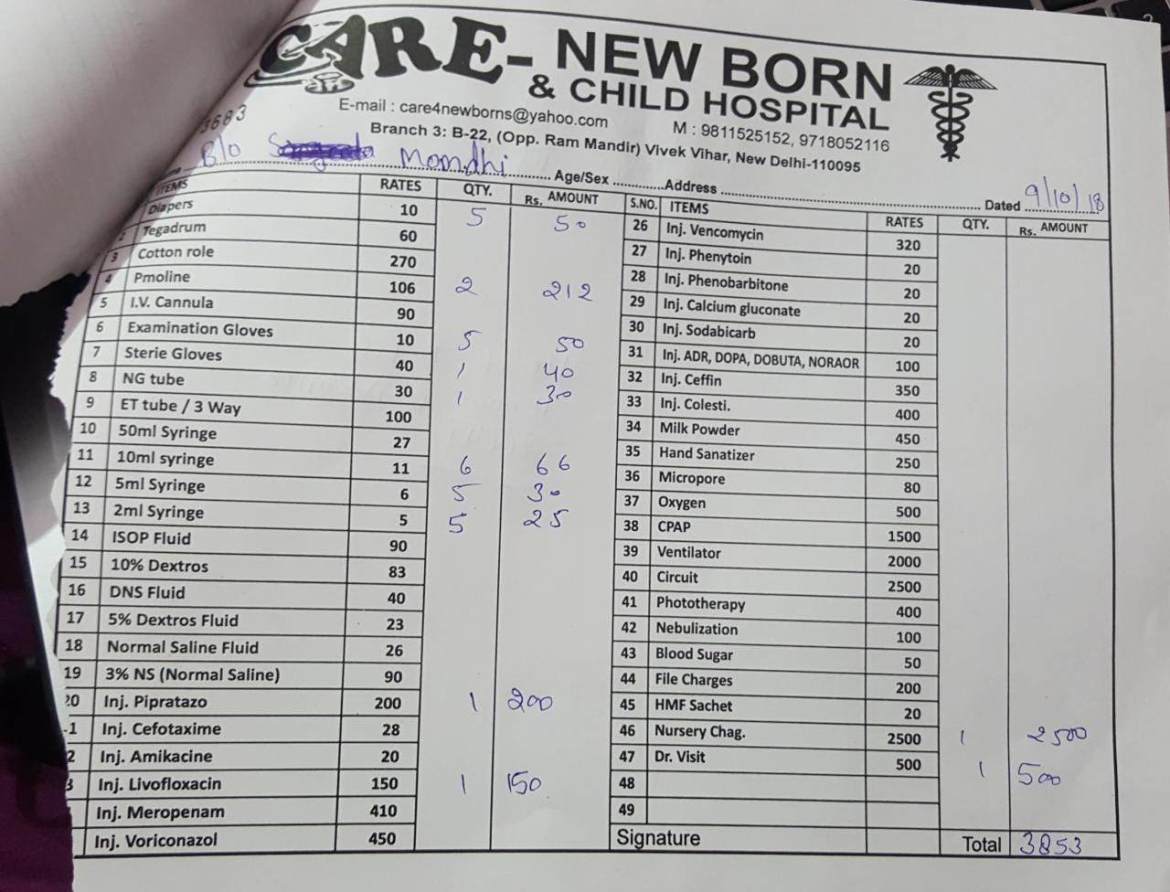 CARE - NEW BORN
& CHILD HOSPITAL
E-mail : care4newborns@yahoo.com M : 9811525152, 9718052116
Branch 3: B-22, (Opp. Ram Mandir) Vivek Vihar, New Delhi-110095
3683
B/o Age/Sex Address Dated 9/10/18
ITEMS RATES QTY. Rs. AMOUNT
Diapers 10 5 50
Tegadrum 60
3 Cotton role 270
4 Pmoline 106 2 212
5 I.V. Cannula 90
6 Examination Gloves 10 5 50
7 Sterie Gloves 40 1 40
8 NG tube 30 1 30
9 ET tube / 3 Way 100
10 50ml Syringe 27
11 10ml syringe 11 6 66
12 5ml Syringe 6 5 30
13 2ml Syringe 5 5 25
14 ISOP Fluid 90
15 10% Dextros 83
16 DNS Fluid 40
17 5% Dextros Fluid 23
18 Normal Saline Fluid 26
19 3% NS (Normal Saline) 90
20 Inj. Pipratazo 200 1 200
1 Inj. Cefotaxime 28
2 Inj. Amikacine 20
3 Inj. Livofloxacin 150 1 150
Inj. Meropenam 410
Inj. Voriconazol 450
S.NO. ITEMS RATES QTY. Rs. AMOUNT
26 Inj. Vencomycin 320
27 Inj. Phenytoin 20
28 Inj. Phenobarbitone 20
29 Inj. Calcium gluconate 20
30 Inj. Sodabicarb 20
31 Inj. ADR, DOPA, DOBUTA, NORAOR 100
32 Inj. Ceffin 350
33 Inj. Colesti. 400
34 Milk Powder 450
35 Hand Sanatizer 250
36 Micropore 80
37 Oxygen 500
38 CPAP 1500
39 Ventilator 2000
40 Circuit 2500
41 Phototherapy 400
42 Nebulization 100
43 Blood Sugar 50
44 File Charges 200
45 HMF Sachet 20
46 Nursery Chag. 2500 1 2500
47 Dr. Visit 500 1 500
48
49
Signature Total 3853